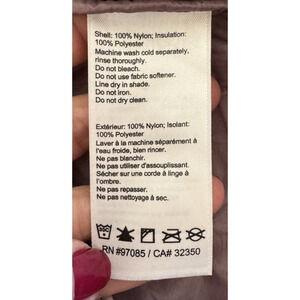 Shell: 100% Nylon; Insulation:
100% Polyester
Machine wash cold separately,
rinse thoroughly.
Do not bleach.
Do not use fabric softener.
Line dry in shade.
Do not iron.
Do not dry clean.
Extérieur: 100% Nylon; Isolant:
100% Polyester
Laver à la machine séparément à
l'eau froide, bien rincer.
Ne pas blanchir.
Ne pas utiliser d'assouplissant.
Sécher sur une corde à linge à
l'ombre.
Ne pas repasser.
Ne pas nettoyage à sec.
30C
RN #97085 / CA# 32350